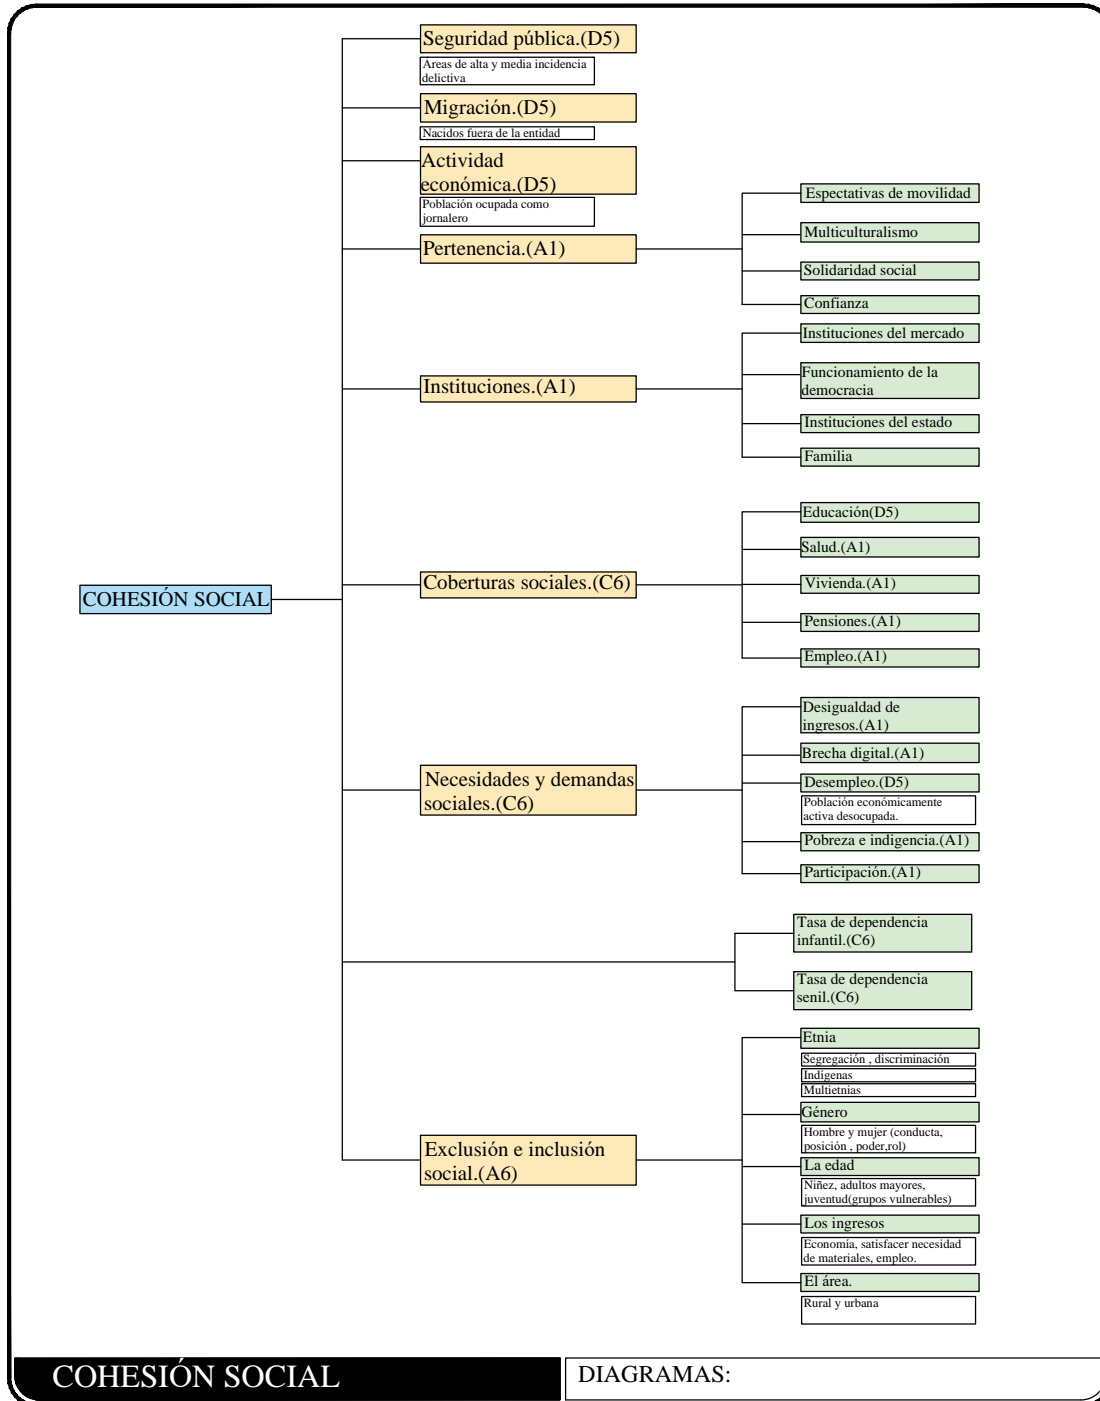 Seguridad pública.(D5)
Áreas de alta y media incidencia
delictiva
Migración.(D5)
Nacidos fuera de la entidad
Actividad
económica.(D5)
Población ocupada como
jornalero
Pertenencia.(A1)
Espectativas de movilidad
Multiculturalismo
Solidaridad social
Confianza
Instituciones.(A1)
Instituciones del mercado
Funcionamiento de la
democracia
Instituciones del estado
Familia
COHESIÓN SOCIAL
Coberturas sociales.(C6)
Educación(D5)
Salud.(A1)
Vivienda.(A1)
Pensiones.(A1)
Empleo.(A1)
Necesidades y demandas
sociales.(C6)
Desigualdad de
ingresos.(A1)
Brecha digital.(A1)
Desempleo.(D5)
Población económicamente
activa desocupada.
Pobreza e indigencia.(A1)
Participación.(A1)
Tasa de dependencia
infantil.(C6)
Tasa de dependencia
senil.(C6)
Exclusión e inclusión
social.(A6)
Etnia
Segregación , discriminación
Indígenas
Multietnias
Género
Hombre y mujer (conducta,
posición , poder,rol)
La edad
Niñez, adultos mayores,
juventud(grupos vulnerables)
Los ingresos
Economía, satisfacer necesidad
de materiales, empleo.
El área.
Rural y urbana
COHESIÓN SOCIAL
DIAGRAMAS: